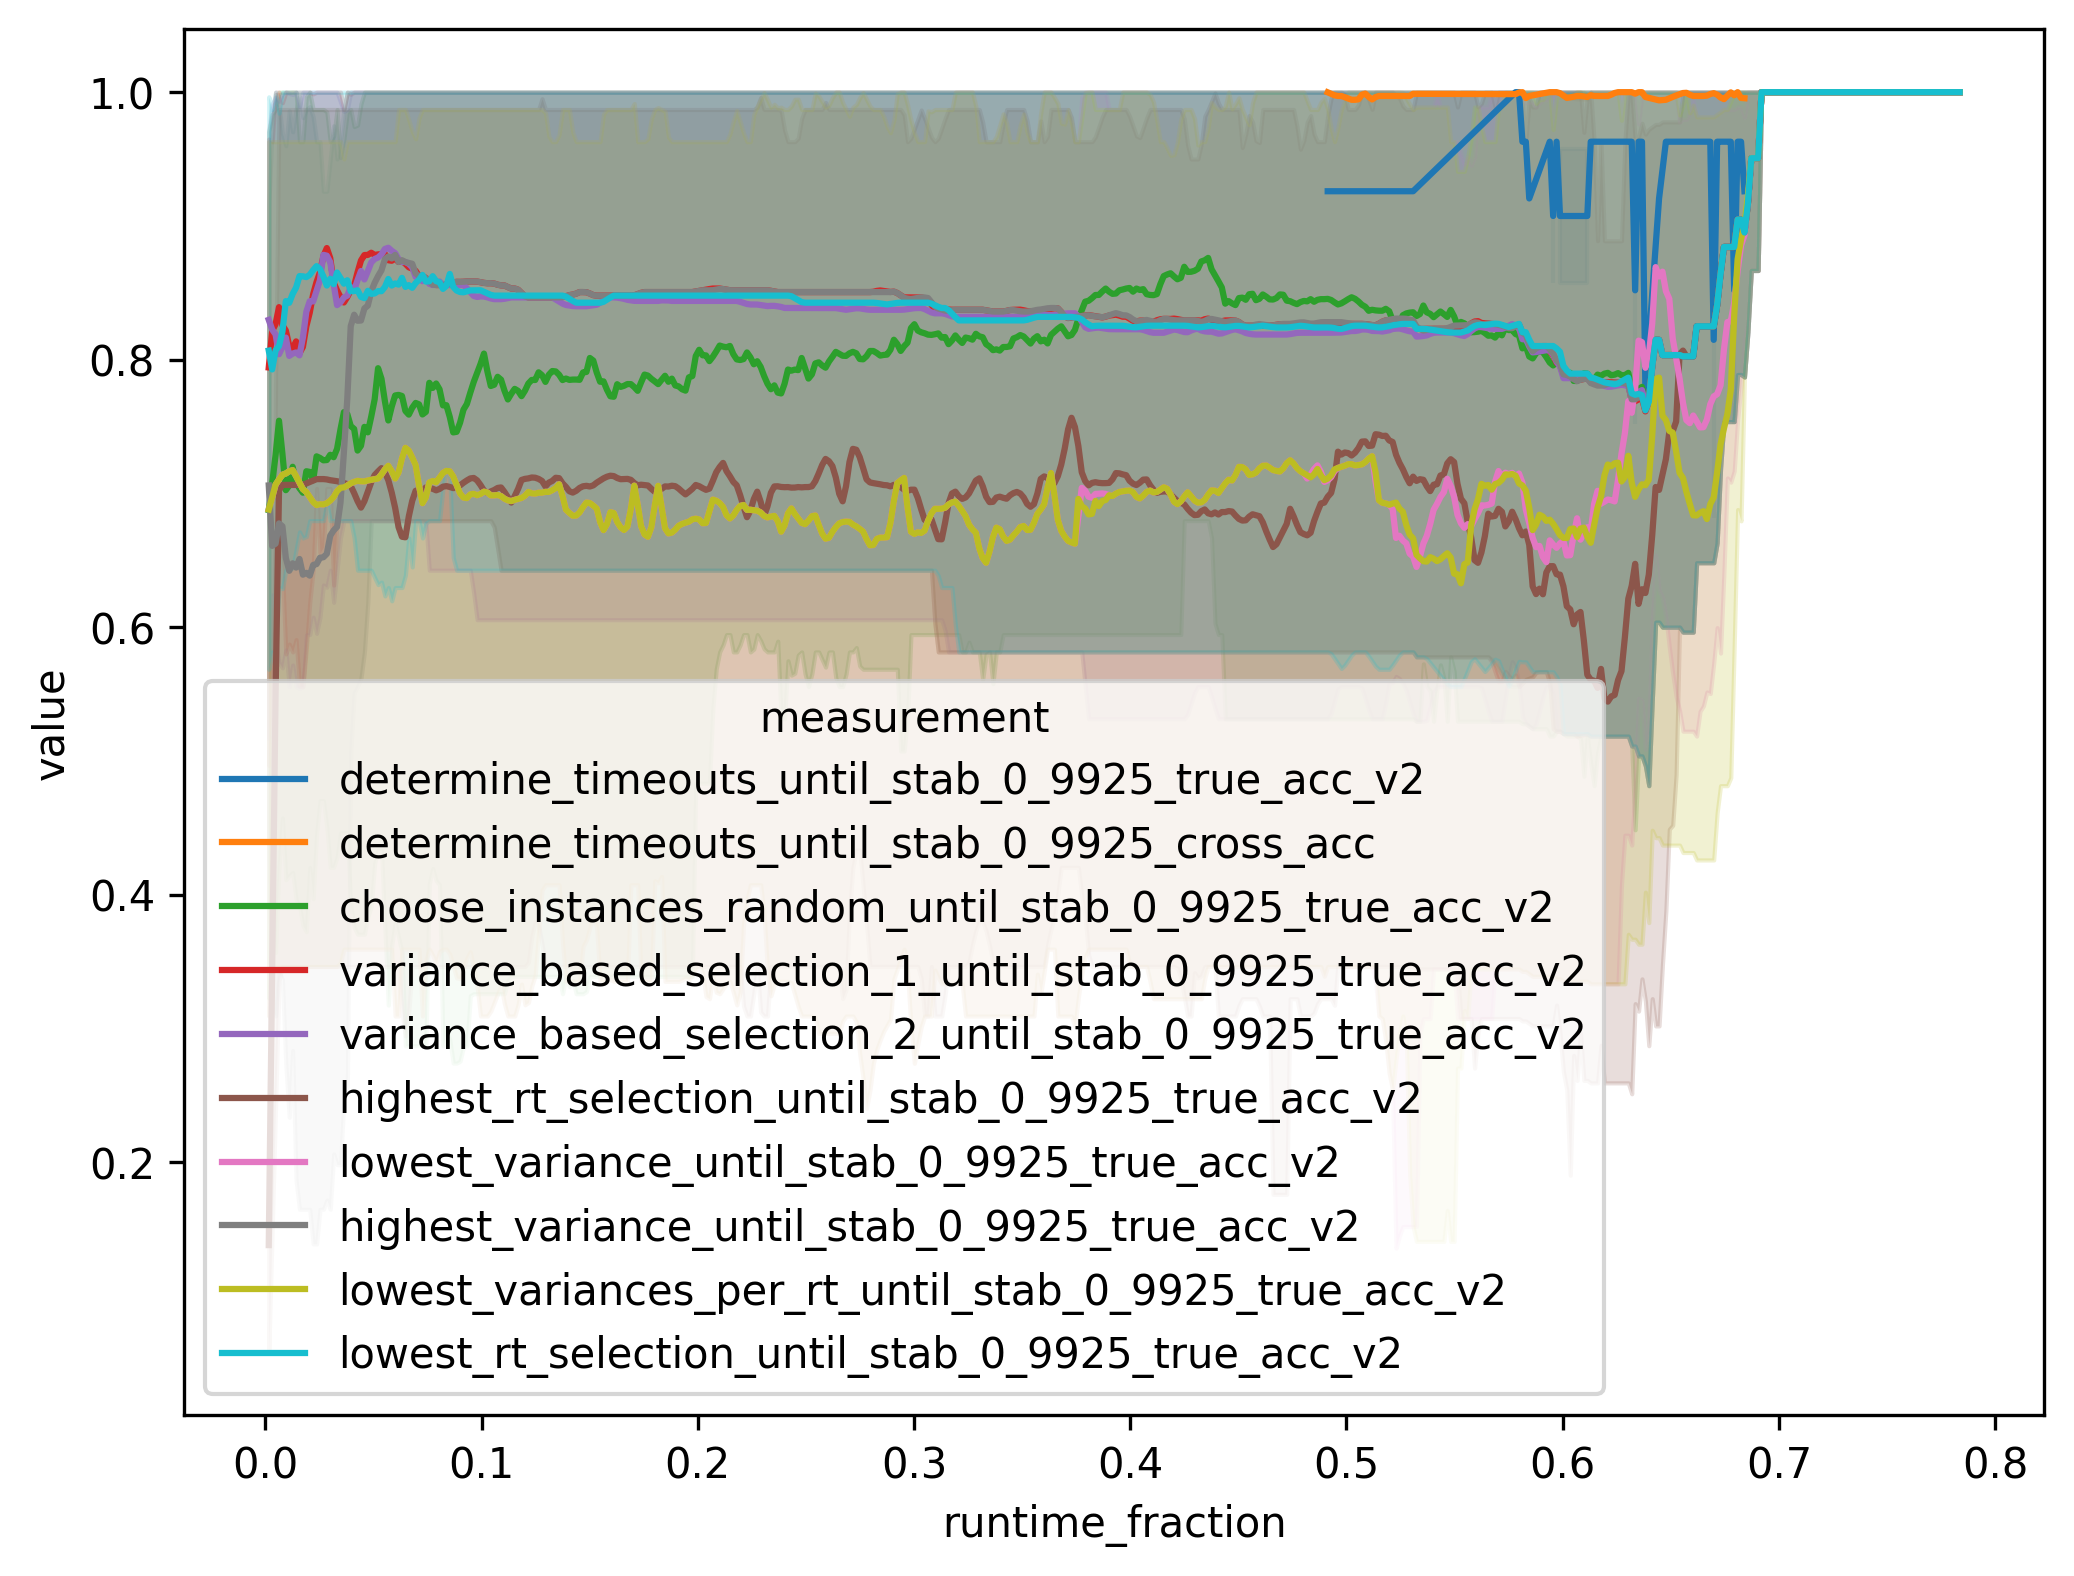 1.0
0.8
0.6
0.4
0.2
value
measurement
determine_timeouts_until_stab_0_9925_true_acc_v2
determine_timeouts_until_stab_0_9925_cross_acc
choose_instances_random_until_stab_0_9925_true_acc_v2
variance_based_selection_1_until_stab_0_9925_true_acc_v2
variance_based_selection_2_until_stab_0_9925_true_acc_v2
highest_rt_selection_until_stab_0_9925_true_acc_v2
lowest_variance_until_stab_0_9925_true_acc_v2
highest_variance_until_stab_0_9925_true_acc_v2
lowest_variances_per_rt_until_stab_0_9925_true_acc_v2
lowest_rt_selection_until_stab_0_9925_true_acc_v2
0.0 0.1 0.2 0.3 0.4 0.5 0.6 0.7 0.8
runtime_fraction